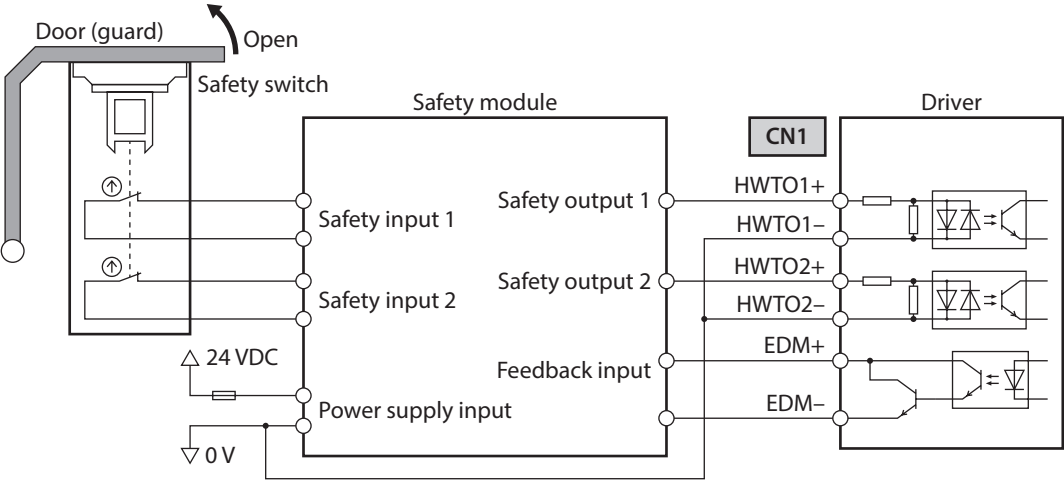 Door (guard)
Open
Safety switch
Safety module
Driver
CN1
Safety input 1
Safety output 1
HWTO1+
HWTO1−
Safety input 2
Safety output 2
HWTO2+
HWTO2−
24 VDC
Feedback input
EDM+
Power supply input
EDM−
0 V